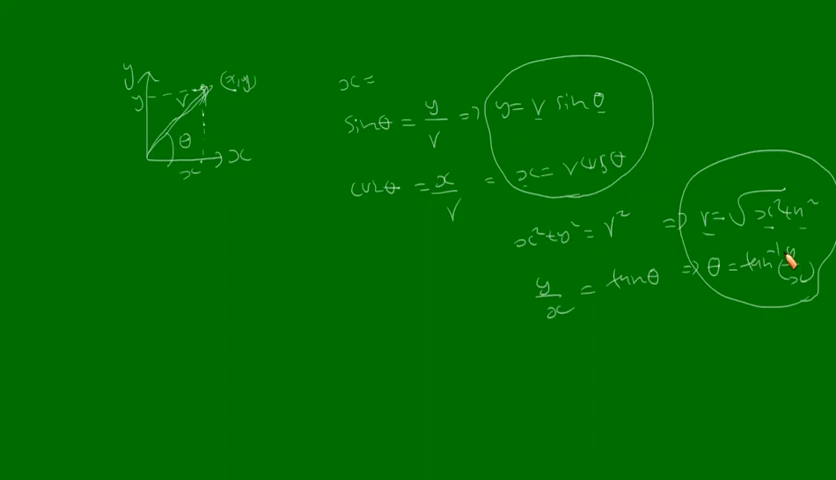 y
y
r
(x,y)
θ
x
x
x=
sinθ = y/r ⇒ y= r sinθ
cosθ = x/r = x= r cosθ
x²+y² = r² ⇒ r= √x²+y²
y/x = tanθ ⇒ θ = tan⁻¹(y/x)